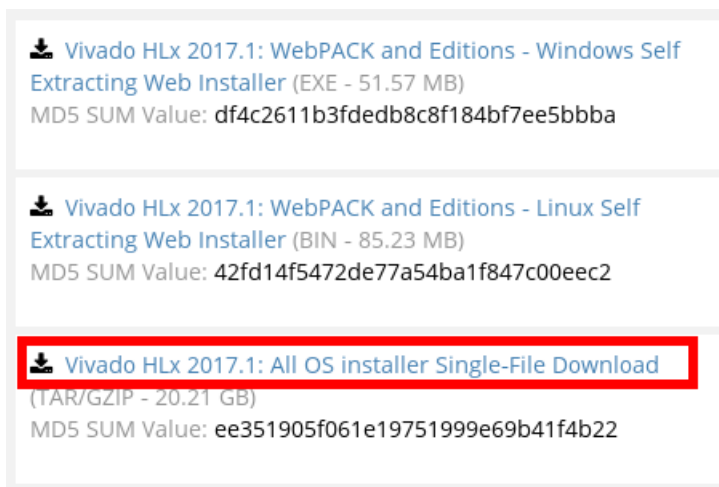 Vivado HLx 2017.1: WebPACK and Editions - Windows Self
Extracting Web Installer (EXE - 51.57 MB)
MD5 SUM Value: df4c2611b3fdedb8c8f184bf7ee5bbba
Vivado HLx 2017.1: WebPACK and Editions - Linux Self
Extracting Web Installer (BIN - 85.23 MB)
MD5 SUM Value: 42fd14f5472de77a54ba1f847c00eec2
Vivado HLx 2017.1: All OS installer Single-File Download
(TAR/GZIP - 20.21 GB)
MD5 SUM Value: ee351905f061e19751999e69b41f4b22